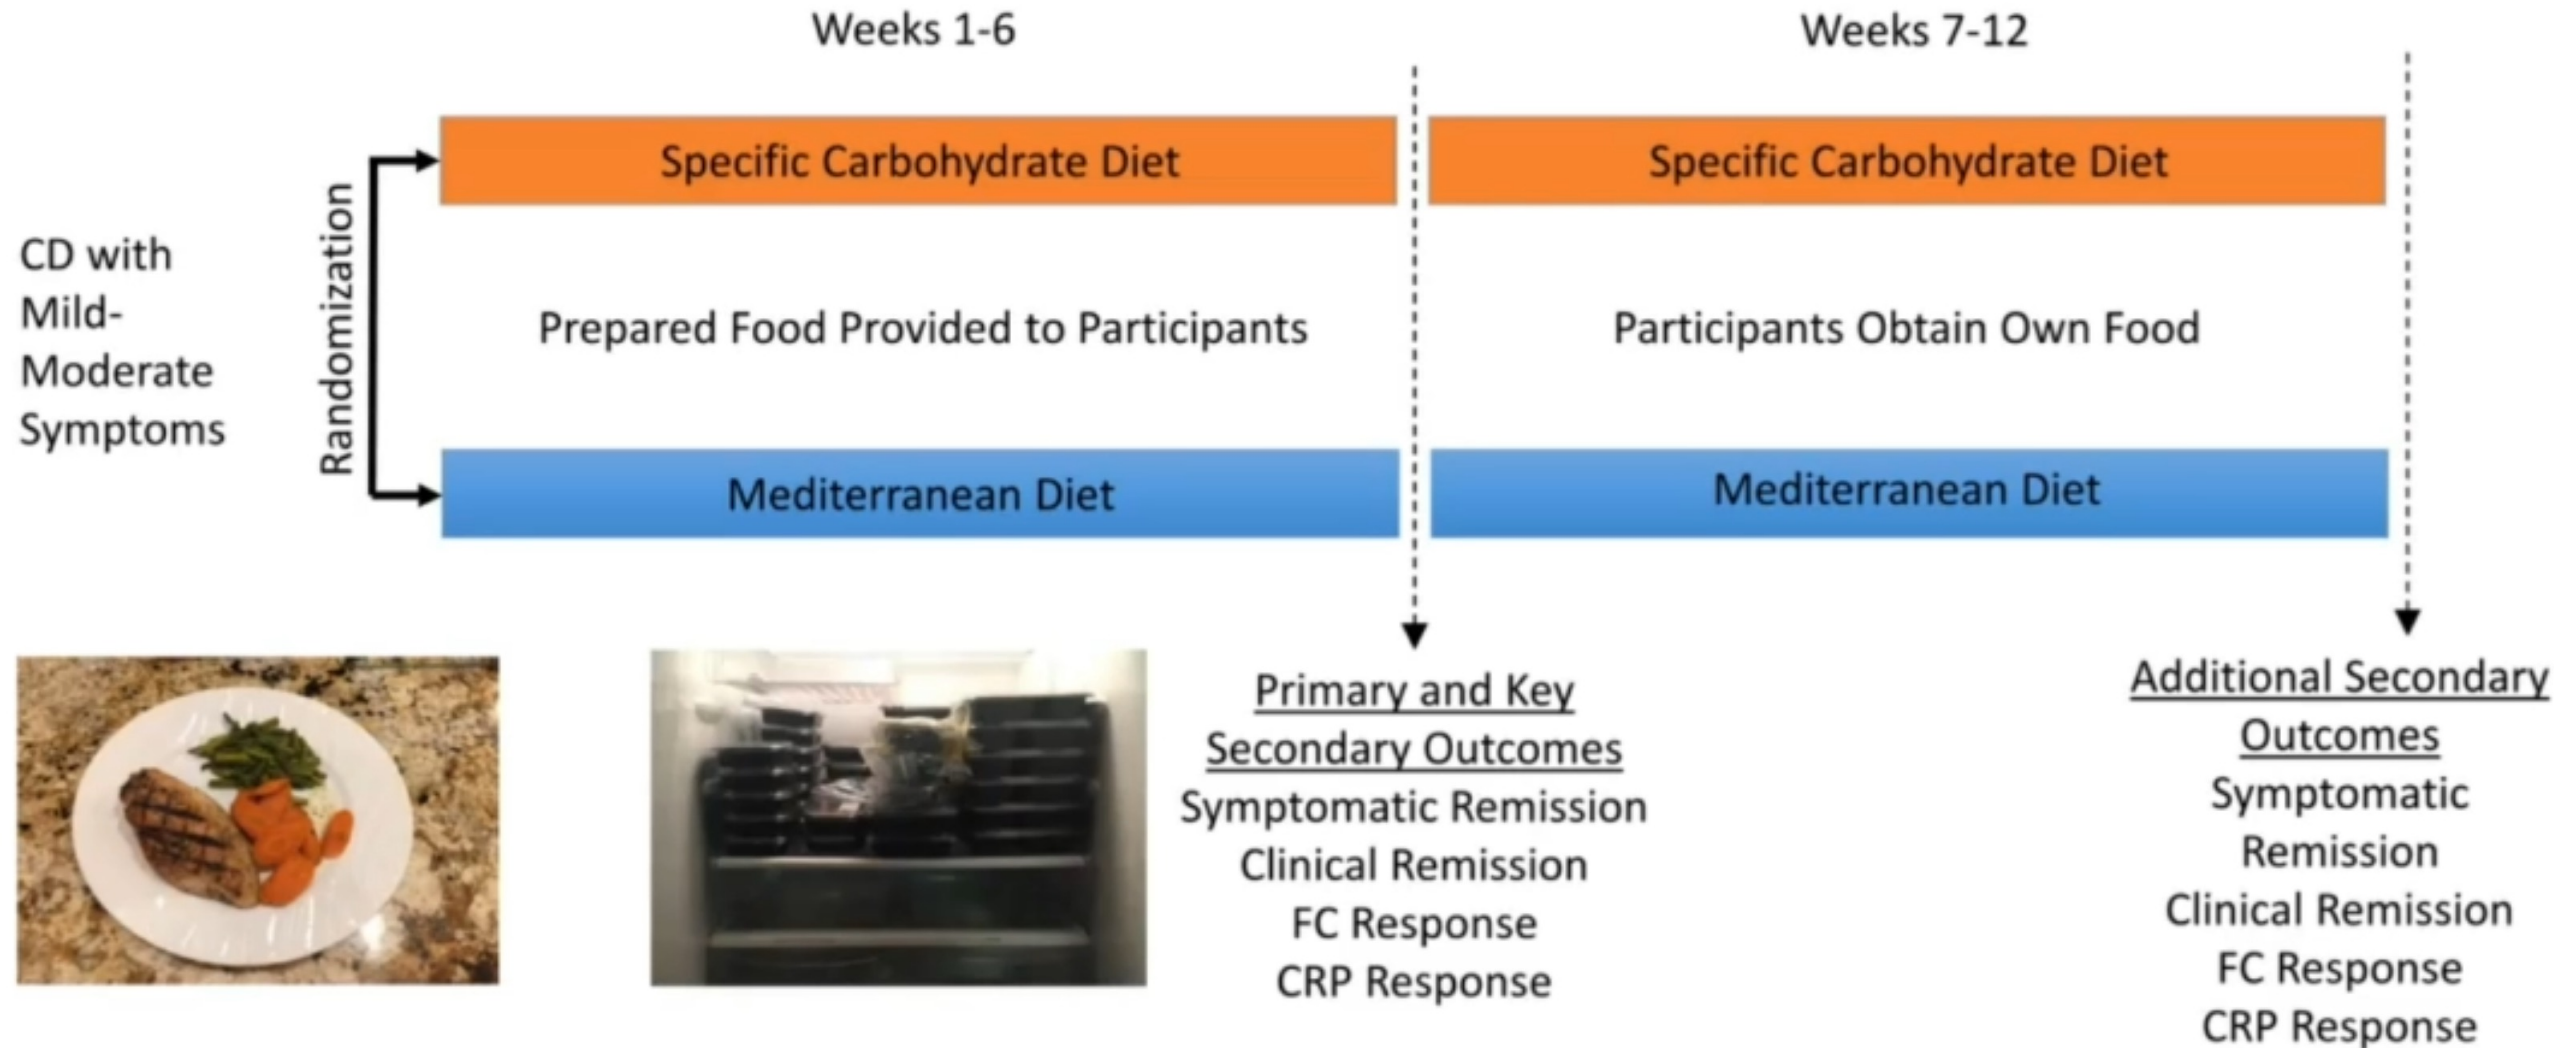 Weeks 1-6
Weeks 7-12
Specific Carbohydrate Diet
Specific Carbohydrate Diet
CD with
Mild-
Moderate
Symptoms
Randomization
Prepared Food Provided to Participants
Participants Obtain Own Food
Mediterranean Diet
Mediterranean Diet
Primary and Key
Secondary Outcomes
Symptomatic Remission
Clinical Remission
FC Response
CRP Response
Additional Secondary
Outcomes
Symptomatic
Remission
Clinical Remission
FC Response
CRP Response